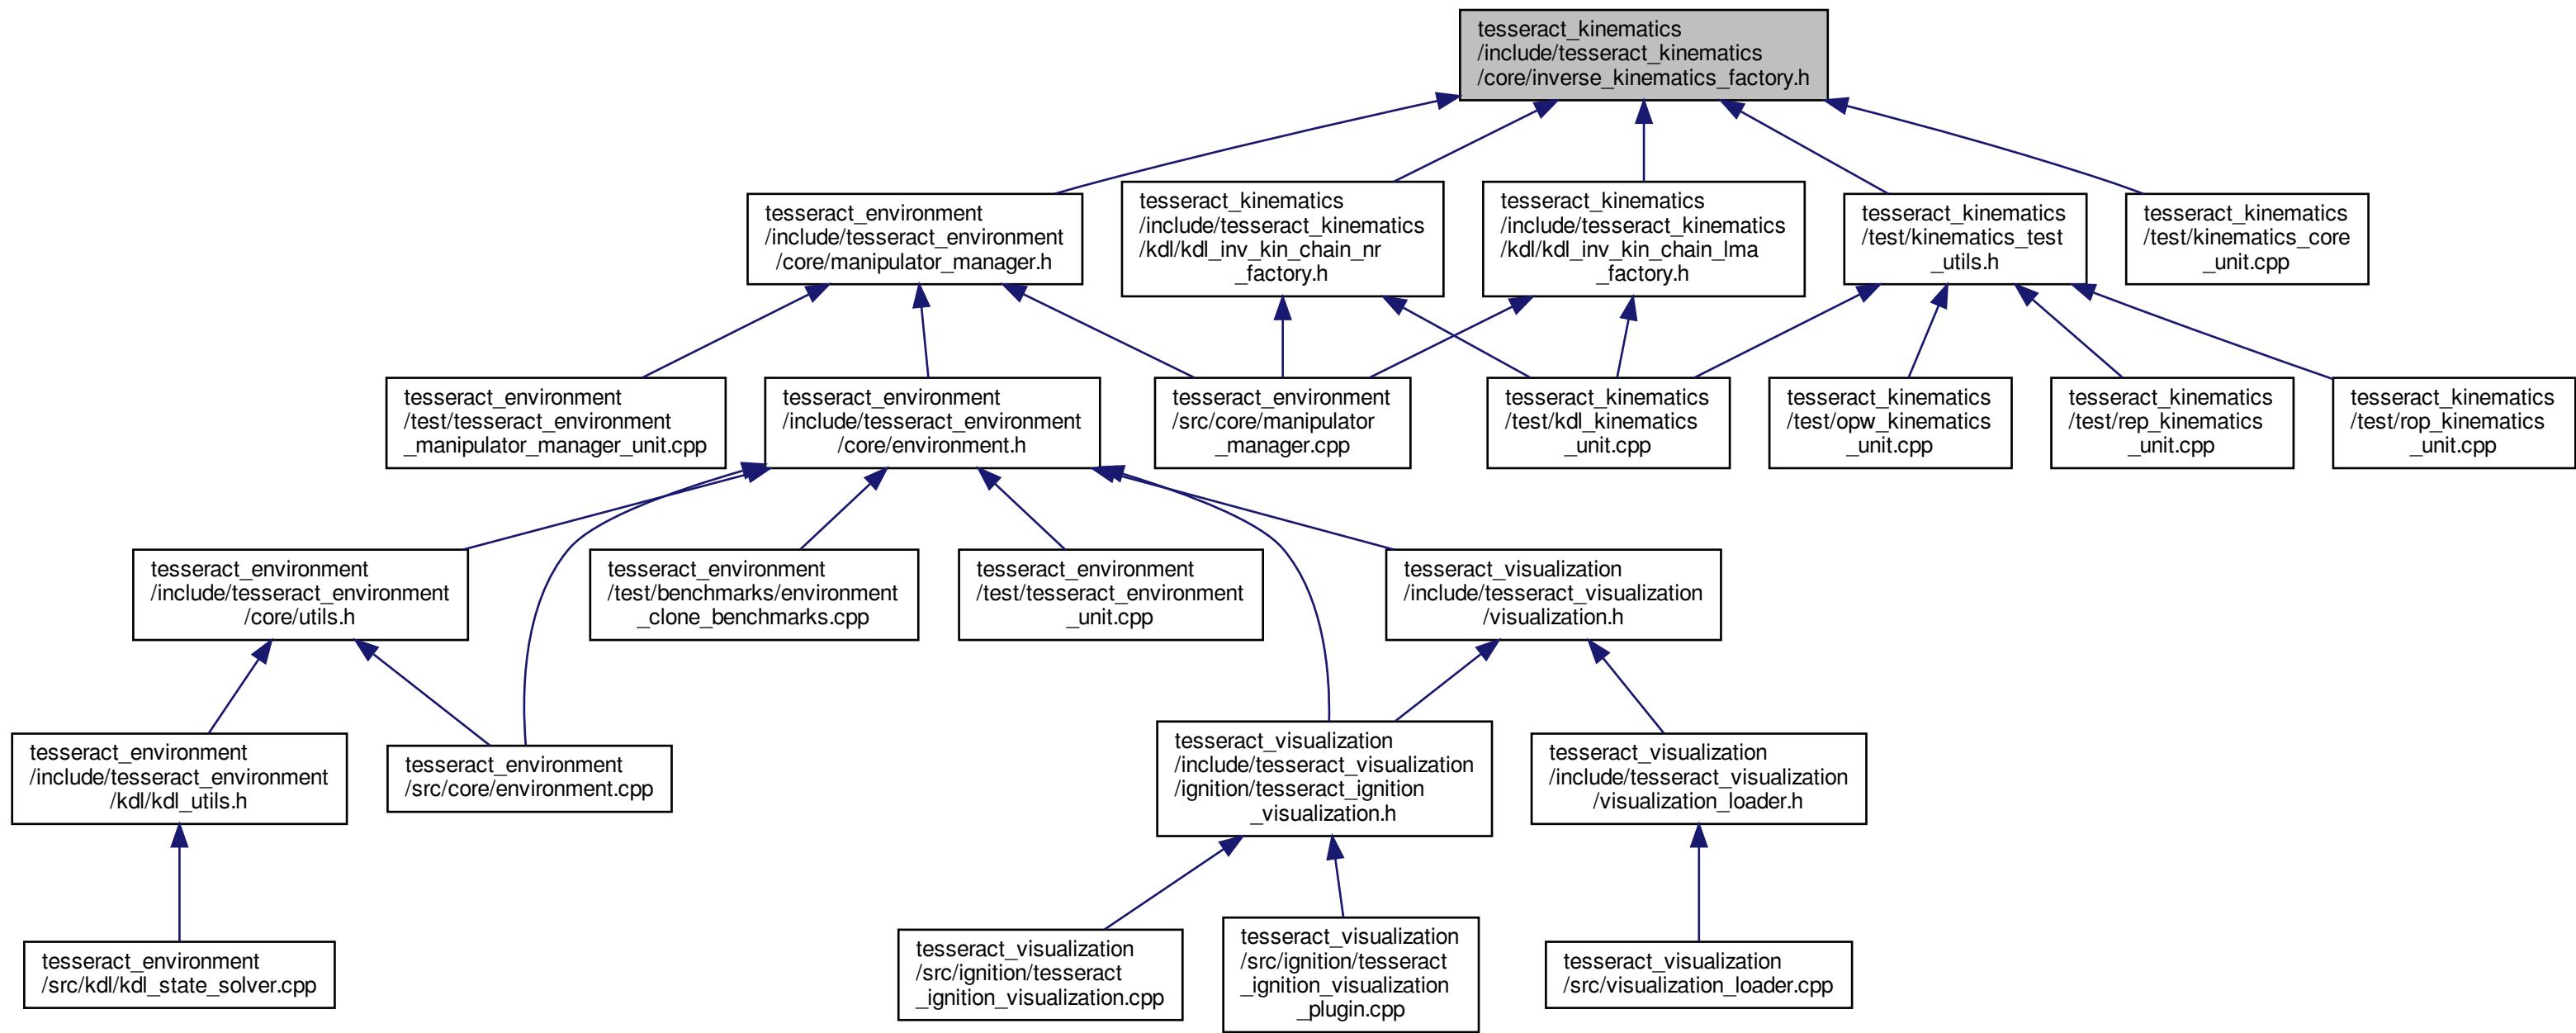 tesseract_kinematics
/include/tesseract_kinematics
/core/inverse_kinematics_factory.h
tesseract_environment
/include/tesseract_environment
/core/manipulator_manager.h
tesseract_kinematics
/include/tesseract_kinematics
/kdl/kdl_inv_kin_chain_nr
_factory.h
tesseract_kinematics
/include/tesseract_kinematics
/kdl/kdl_inv_kin_chain_lma
_factory.h
tesseract_kinematics
/test/kinematics_test
_utils.h
tesseract_kinematics
/test/kinematics_core
_unit.cpp
tesseract_environment
/test/tesseract_environment
_manipulator_manager_unit.cpp
tesseract_environment
/include/tesseract_environment
/core/environment.h
tesseract_environment
/src/core/manipulator
_manager.cpp
tesseract_kinematics
/test/kdl_kinematics
_unit.cpp
tesseract_kinematics
/test/opw_kinematics
_unit.cpp
tesseract_kinematics
/test/rep_kinematics
_unit.cpp
tesseract_kinematics
/test/rop_kinematics
_unit.cpp
tesseract_environment
/include/tesseract_environment
/core/utils.h
tesseract_environment
/test/benchmarks/environment
_clone_benchmarks.cpp
tesseract_environment
/test/tesseract_environment
_unit.cpp
tesseract_visualization
/include/tesseract_visualization
/visualization.h
tesseract_environment
/include/tesseract_environment
/kdl/kdl_utils.h
tesseract_environment
/src/core/environment.cpp
tesseract_visualization
/include/tesseract_visualization
/ignition/tesseract_ignition
_visualization.h
tesseract_visualization
/include/tesseract_visualization
/visualization_loader.h
tesseract_environment
/src/kdl/kdl_state_solver.cpp
tesseract_visualization
/src/ignition/tesseract
_ignition_visualization.cpp
tesseract_visualization
/src/ignition/tesseract
_ignition_visualization
_plugin.cpp
tesseract_visualization
/src/visualization_loader.cpp